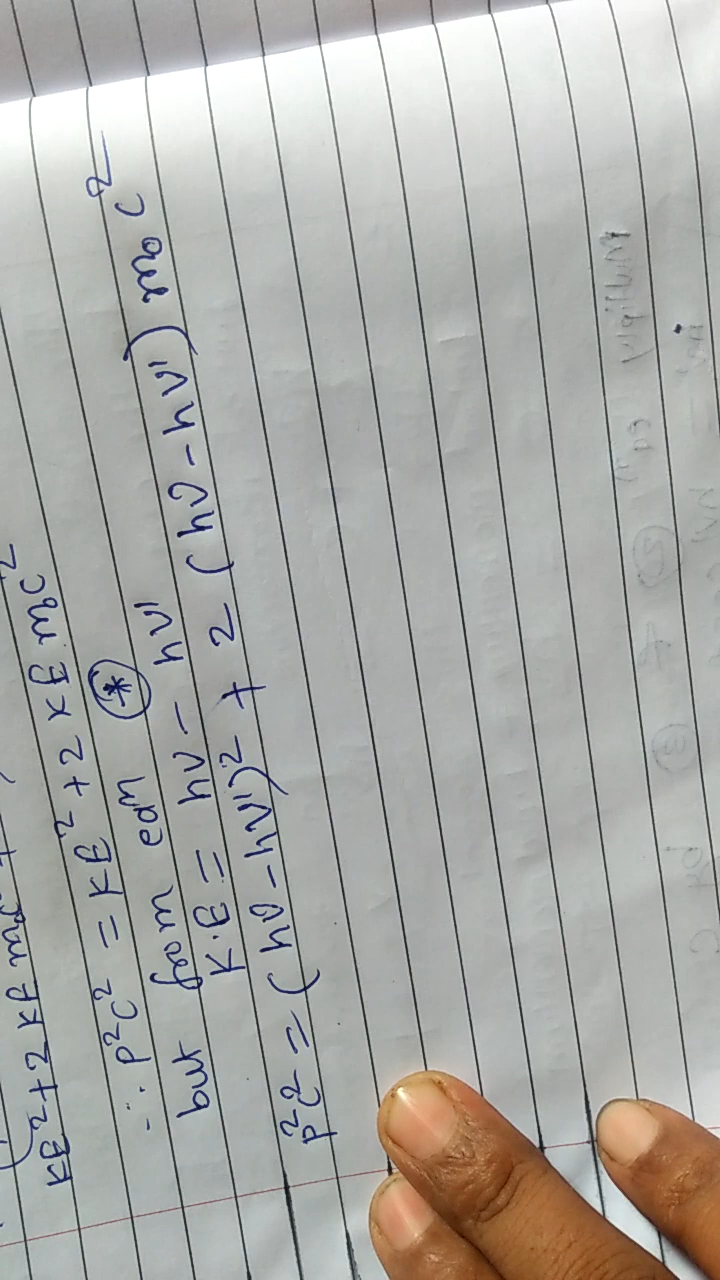 KE² + 2 KE m₀c²
∴ p²c² = KE² + 2 KE m₀c²
but from eqn (*)
K.E = hν - hν'
p²c² = (hν - hν')² + 2 (hν - hν') m₀c²